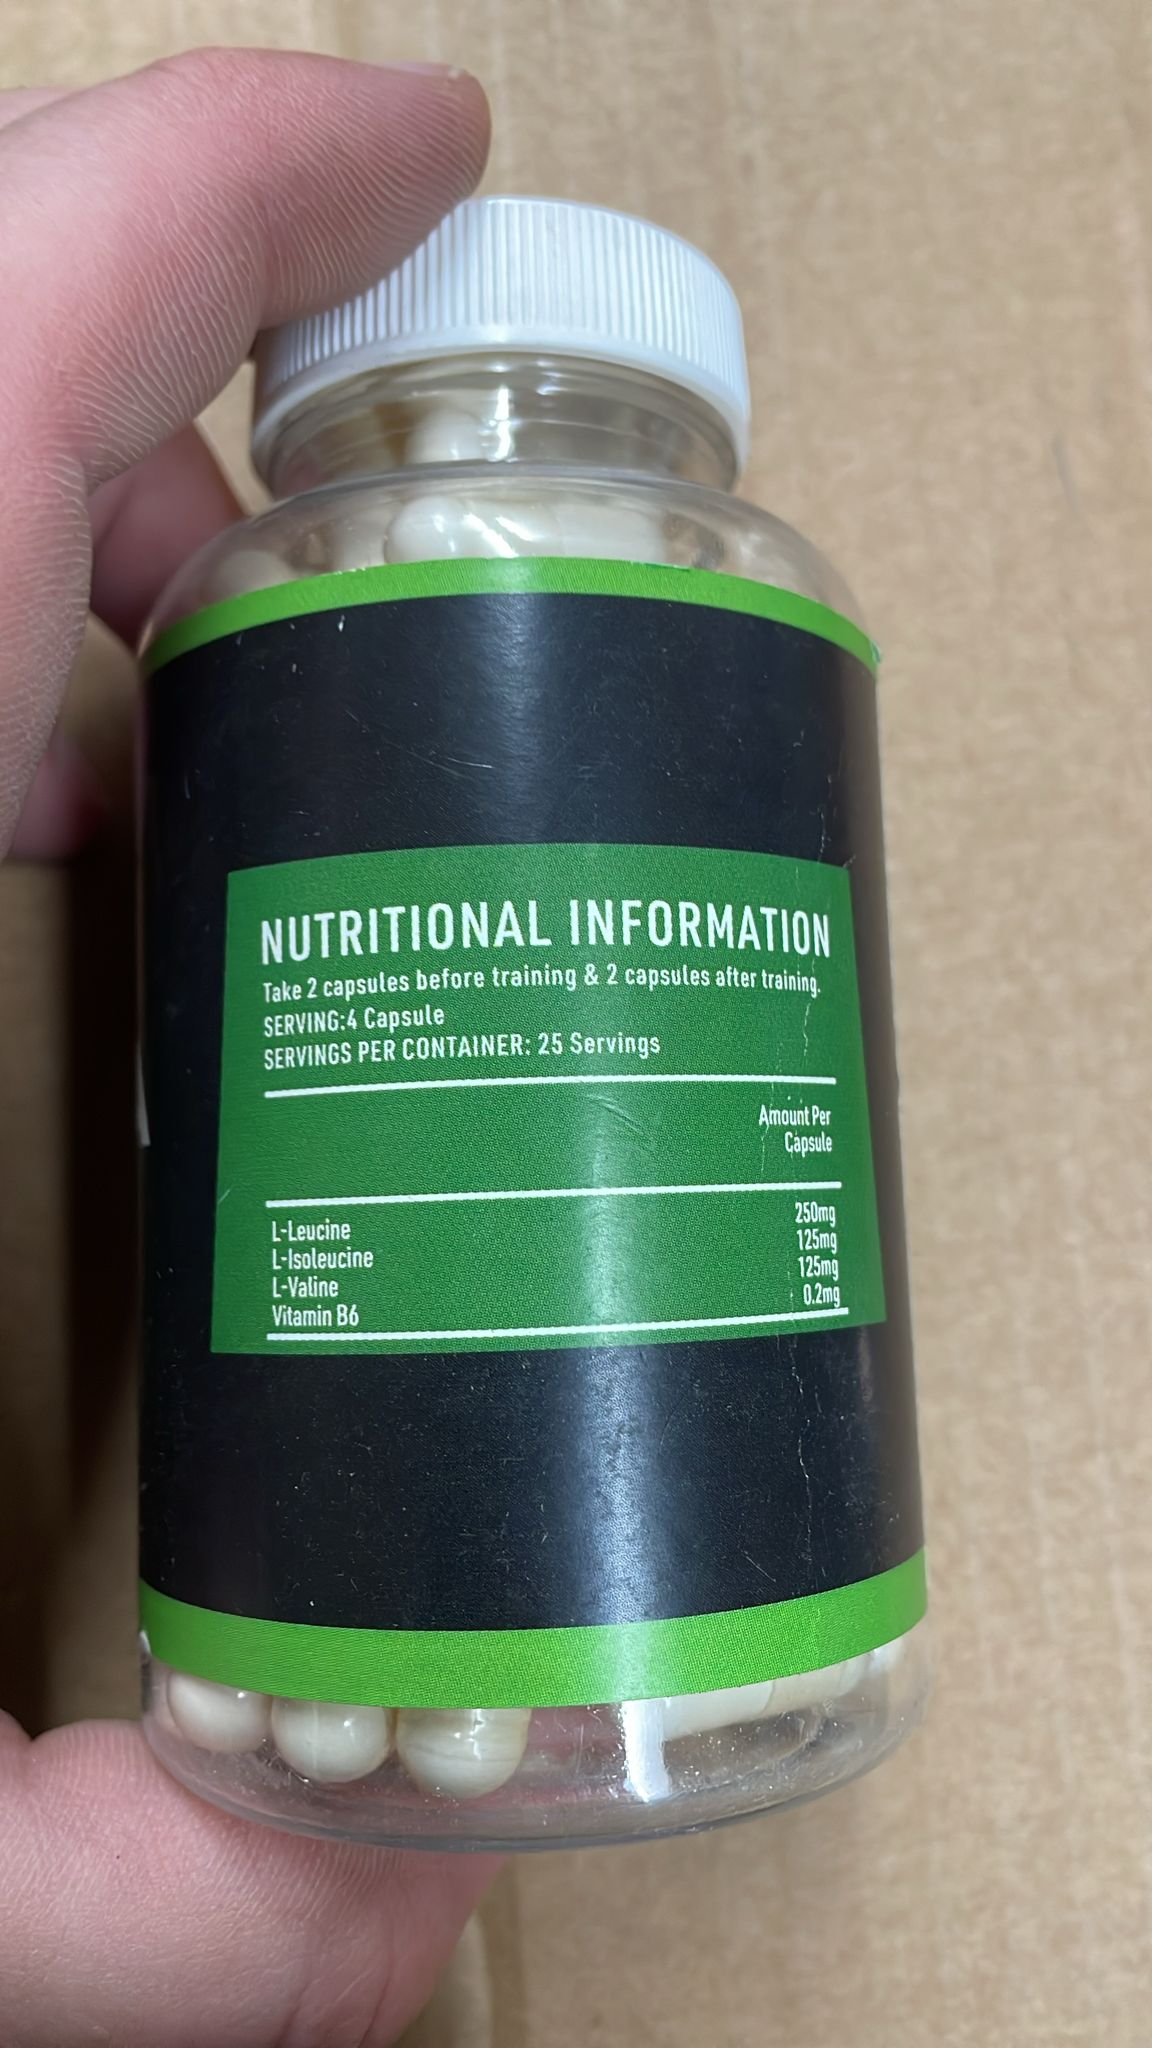 NUTRITIONAL INFORMATION
Take 2 capsules before training & 2 capsules after training.
SERVING:4 Capsule
SERVINGS PER CONTAINER: 25 Servings
Amount Per
Capsule
L-Leucine 250mg
L-Isoleucine 125mg
L-Valine 125mg
Vitamin B6 0.2mg